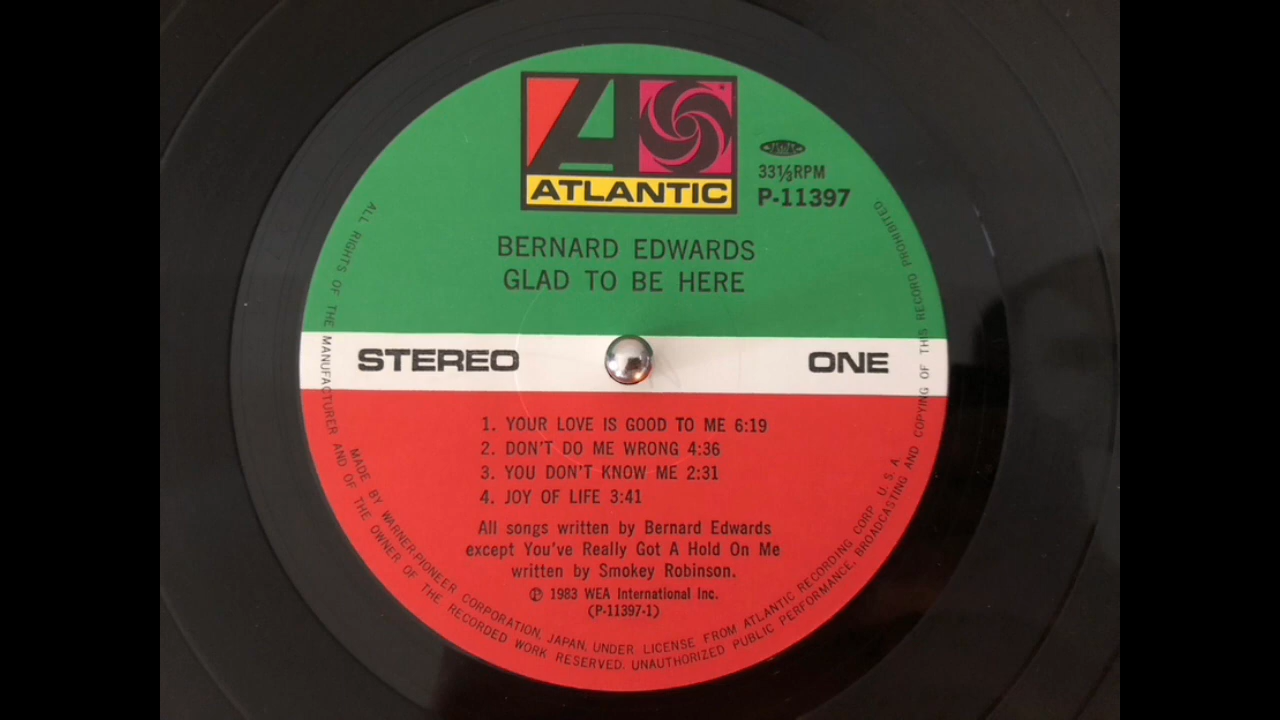 ATLANTIC
JASRAC
33 1/3 RPM
P-11397
BERNARD EDWARDS
GLAD TO BE HERE
STEREO
ONE
1. YOUR LOVE IS GOOD TO ME 6:19
2. DON'T DO ME WRONG 4:36
3. YOU DON'T KNOW ME 2:31
4. JOY OF LIFE 3:41
All songs written by Bernard Edwards
except You've Really Got A Hold On Me
written by Smokey Robinson.
℗ 1983 WEA International Inc.
(P-11397-1)
MADE BY WARNER-PIONEER CORPORATION, JAPAN, UNDER LICENSE FROM ATLANTIC RECORDING CORP. U. S. A.
ALL RIGHTS OF THE MANUFACTURER AND OF THE OWNER OF THE RECORDED WORK RESERVED. UNAUTHORIZED PUBLIC PERFORMANCE, BROADCASTING AND COPYING OF THIS RECORD PROHIBITED